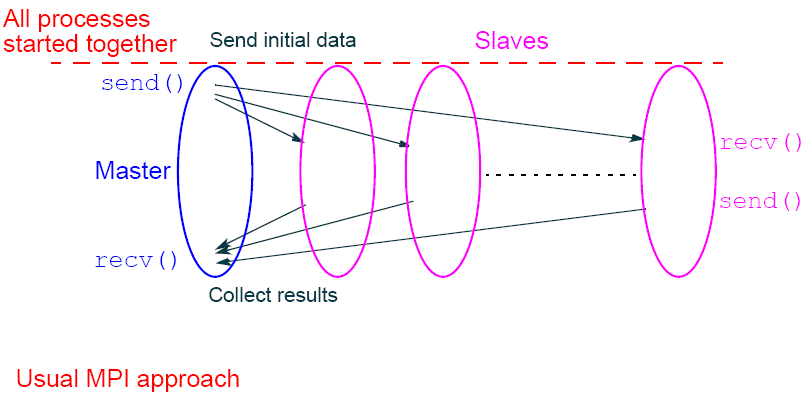 All processes
started together
Send initial data
Slaves
send()
recv()
Master
send()
recv()
Collect results
Usual MPI approach